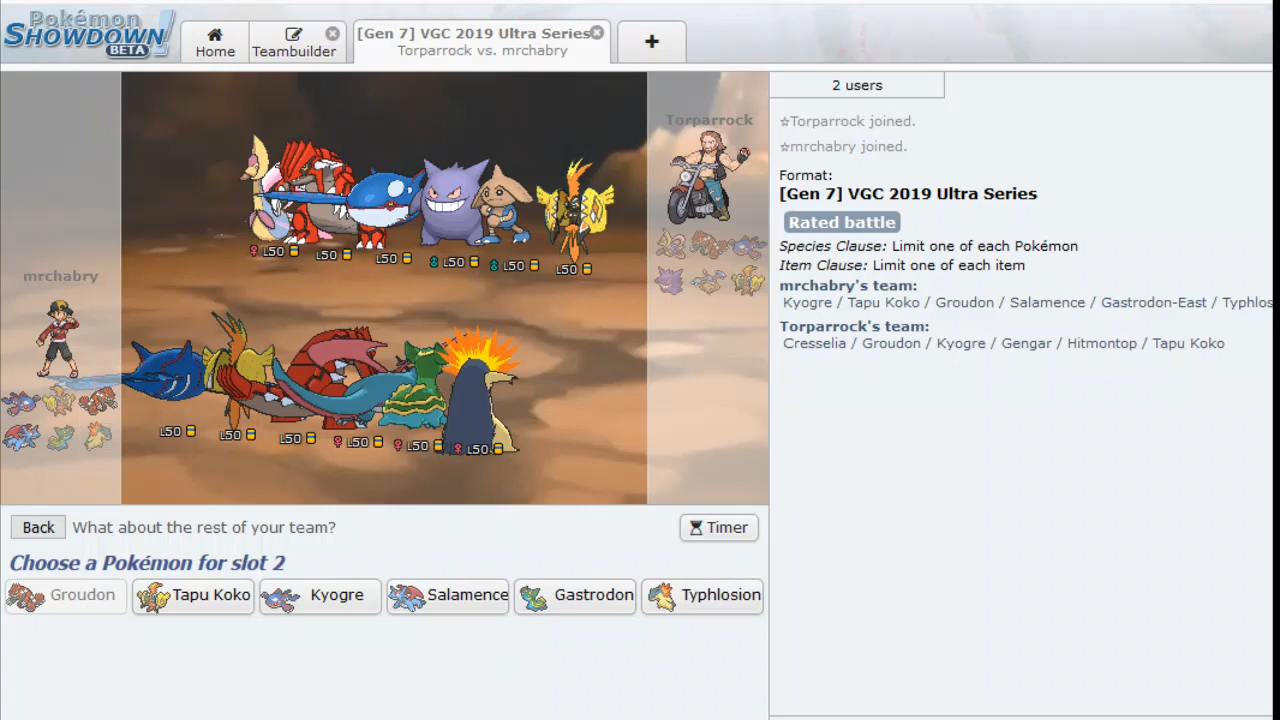 Pokémon
SHOWDOWN!
BETA
Home
Teambuilder
[Gen 7] VGC 2019 Ultra Series
Torparrock vs. mrchabry
+
2 users
☆Torparrock joined.
☆mrchabry joined.
Format:
[Gen 7] VGC 2019 Ultra Series
Rated battle
Species Clause: Limit one of each Pokémon
Item Clause: Limit one of each item
mrchabry's team:
Kyogre / Tapu Koko / Groudon / Salamence / Gastrodon-East / Typhlos
Torparrock's team:
Cresselia / Groudon / Kyogre / Gengar / Hitmontop / Tapu Koko
Torparrock
L50 L50 L50 L50 L50 L50
mrchabry
L50 L50 L50 L50 L50 L50
Back What about the rest of your team? Timer
Choose a Pokémon for slot 2
Groudon Tapu Koko Kyogre Salamence Gastrodon Typhlosion